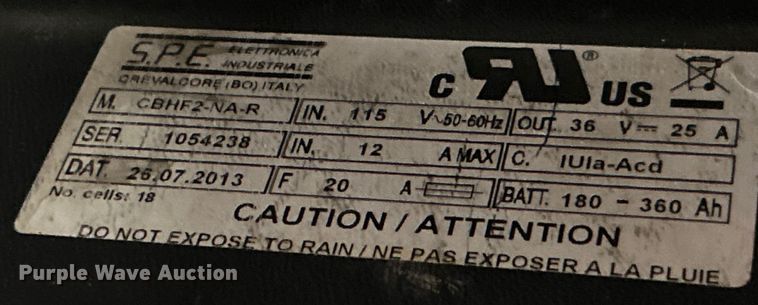 S.P.E. ELETTRONICA
INDUSTRIALE
CREVALCORE (BO) ITALY
C RU ® US
M. CBHF2-NA-R IN. 115 V~50-60Hz OUT. 36 V 25 A
SER. 1054238 IN. 12 A MAX C. IUIa-Acd
DAT. 26.07.2013 F 20 A BATT. 180 - 360 Ah
No. cells: 18
CAUTION / ATTENTION
DO NOT EXPOSE TO RAIN / NE PAS EXPOSER A LA PLUIE
Purple Wave Auction